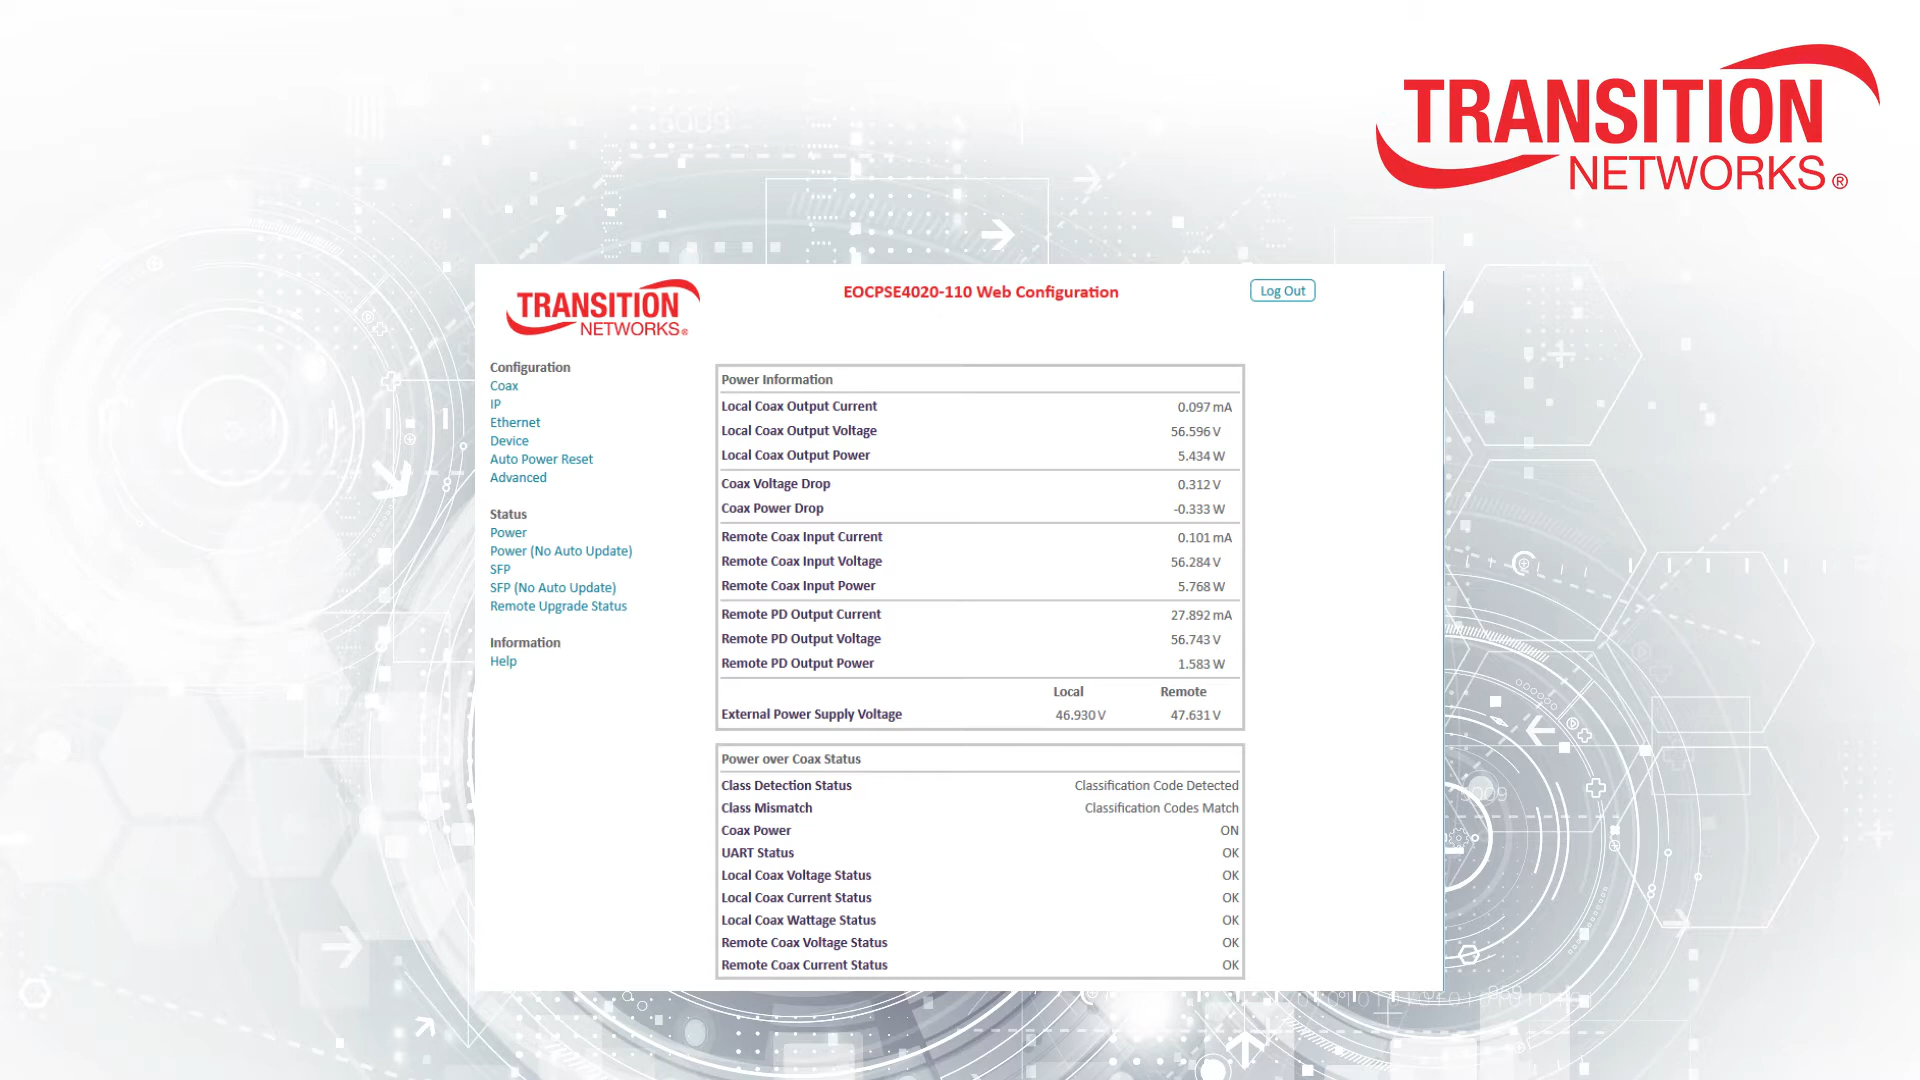 TRANSITION
NETWORKS®
TRANSITION
NETWORKS®
EOCPSE4020-110 Web Configuration
Log Out
Configuration
Coax
IP
Ethernet
Device
Auto Power Reset
Advanced
Status
Power
Power (No Auto Update)
SFP
SFP (No Auto Update)
Remote Upgrade Status
Information
Help
Power Information
Local Coax Output Current 0.097 mA
Local Coax Output Voltage 56.596 V
Local Coax Output Power 5.434 W
Coax Voltage Drop 0.312 V
Coax Power Drop -0.333 W
Remote Coax Input Current 0.101 mA
Remote Coax Input Voltage 56.284 V
Remote Coax Input Power 5.768 W
Remote PD Output Current 27.892 mA
Remote PD Output Voltage 56.743 V
Remote PD Output Power 1.583 W
Local Remote
External Power Supply Voltage 46.930 V 47.631 V
Power over Coax Status
Class Detection Status Classification Code Detected
Class Mismatch Classification Codes Match
Coax Power ON
UART Status OK
Local Coax Voltage Status OK
Local Coax Current Status OK
Local Coax Wattage Status OK
Remote Coax Voltage Status OK
Remote Coax Current Status OK
5009